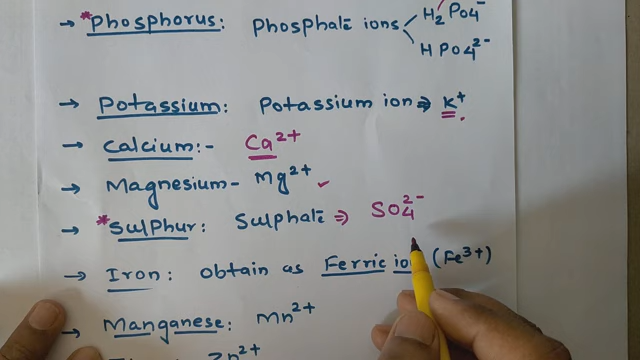 → *Phosphorus: Phosphate ions H₂PO4⁻
HPO4²⁻
→ Potassium: Potassium ion ⇒ K⁺.
→ Calcium:- Ca²⁺
→ Magnesium- Mg²⁺ ✓
→ *Sulphur: Sulphate ⇒ SO4²⁻
→ Iron: Obtain as Ferric ion (Fe³⁺)
→ Manganese: Mn²⁺
Zn²⁺